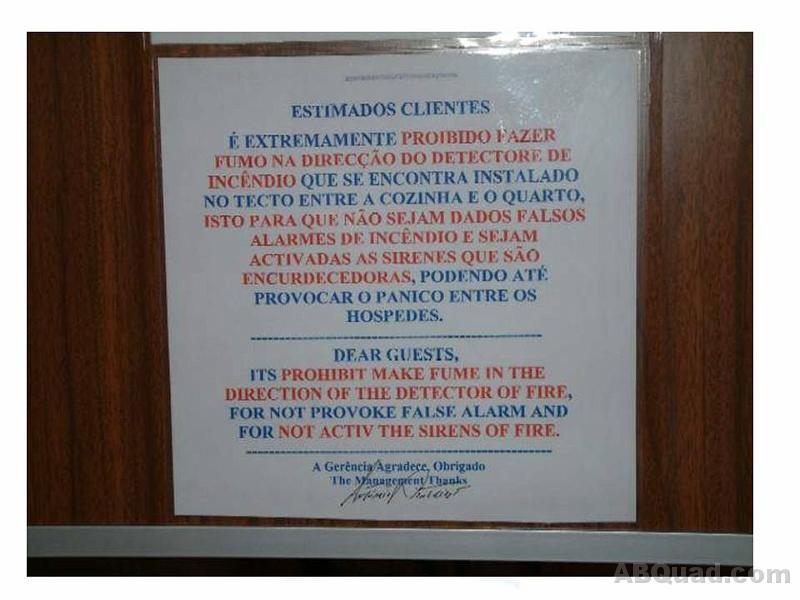 ESTIMADOS CLIENTES
É EXTREMAMENTE PROIBIDO FAZER
FUMO NA DIRECÇÃO DO DETECTORE DE
INCÊNDIO QUE SE ENCONTRA INSTALADO
NO TECTO ENTRE A COZINHA E O QUARTO,
ISTO PARA QUE NÃO SEJAM DADOS FALSOS
ALARMES DE INCÊNDIO E SEJAM
ACTIVADAS AS SIRENES QUE SÃO
ENCURDECEDORAS, PODENDO ATÉ
PROVOCAR O PANICO ENTRE OS
HOSPEDES.
DEAR GUESTS,
ITS PROHIBIT MAKE FUME IN THE
DIRECTION OF THE DETECTOR OF FIRE,
FOR NOT PROVOKE FALSE ALARM AND
FOR NOT ACTIV THE SIRENS OF FIRE.
A Gerência Agradece, Obrigado
The Management Thanks
ABQuad.com